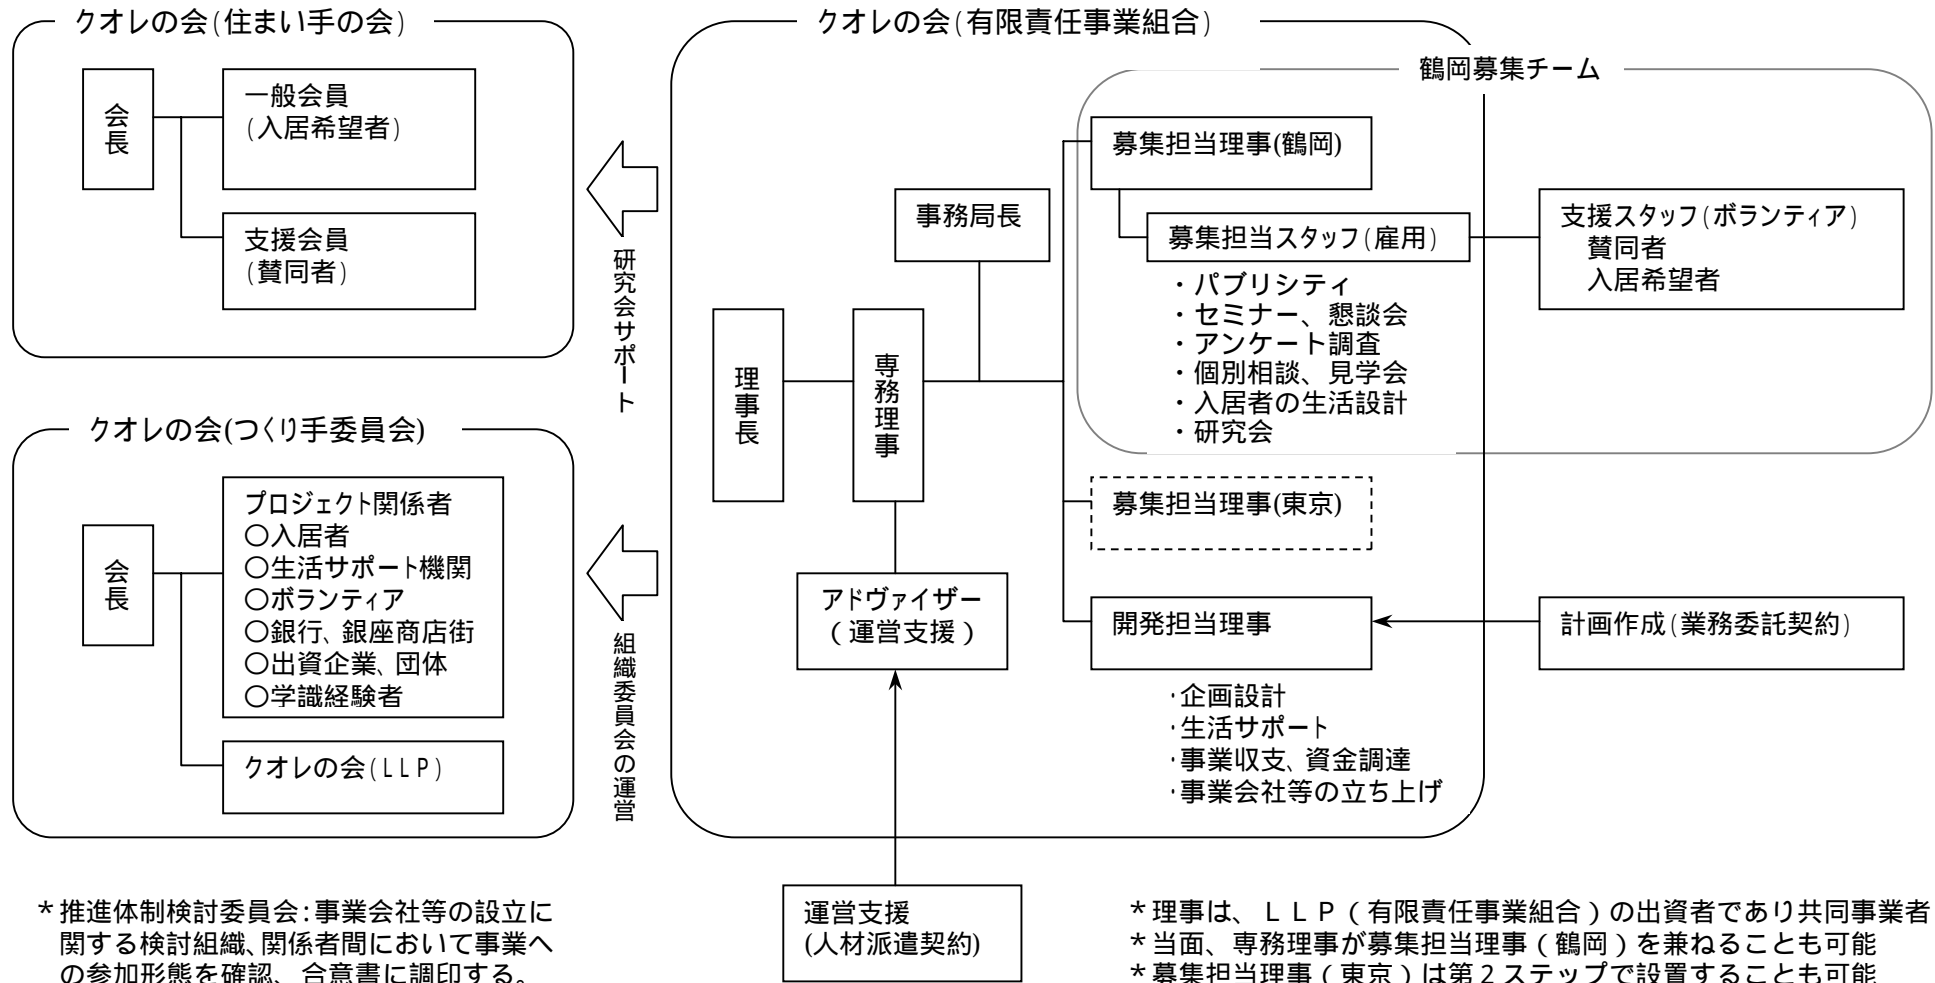 クオレの会(住まい手の会)
会長
一般会員
(入居希望者)
支援会員
(賛同者)
クオレの会(つくり手委員会)
会長
プロジェクト関係者
○入居者
○生活サポート機関
○ボランティア
○銀行、銀座商店街
○出資企業、団体
○学識経験者
クオレの会(LLP)
研究会サポート
組織委員会の運営
クオレの会(有限責任事業組合)
理事長
専務理事
事務局長
アドヴァイザー
(運営支援)
鶴岡募集チーム
募集担当理事(鶴岡)
募集担当スタッフ(雇用)
・パブリシティ
・セミナー、懇談会
・アンケート調査
・個別相談、見学会
・入居者の生活設計
・研究会
支援スタッフ(ボランティア)
賛同者
入居希望者
募集担当理事(東京)
開発担当理事
・企画設計
・生活サポート
・事業収支、資金調達
・事業会社等の立ち上げ
計画作成(業務委託契約)
運営支援
(人材派遣契約)
*推進体制検討委員会:事業会社等の設立に
関する検討組織、関係者間において事業へ
の参加形態を確認、合意書に調印する。
*理事は、LLP(有限責任事業組合)の出資者であり共同事業者
*当面、専務理事が募集担当理事(鶴岡)を兼ねることも可能
*募集担当理事(東京)は第2ステップで設置することも可能